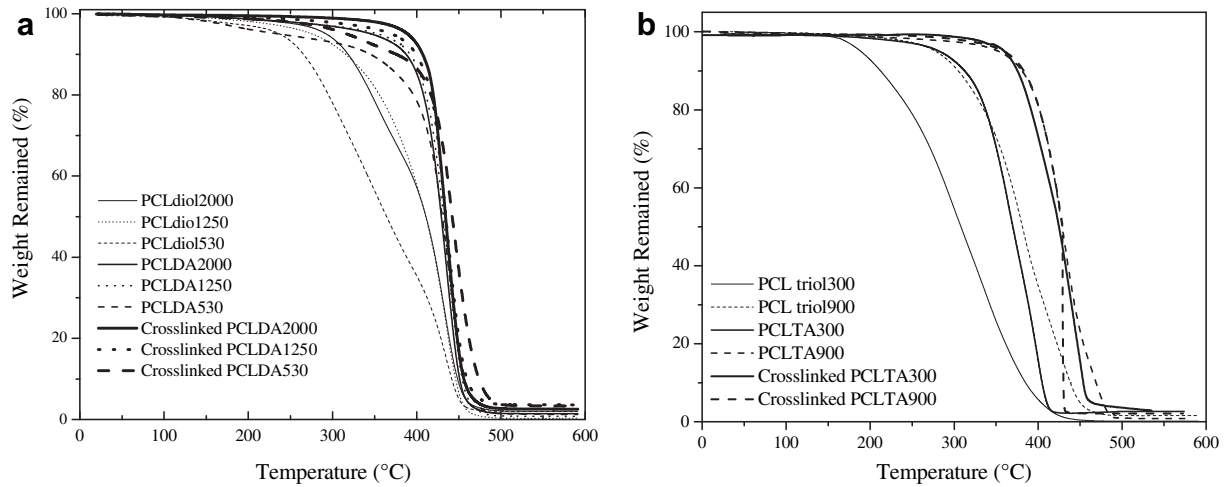 a
100
80
60
40
20
0
Weight Remained (%)
PCLdiol2000
PCLdio1250
PCLdiol530
PCLDA2000
PCLDA1250
PCLDA530
Crosslinked PCLDA2000
Crosslinked PCLDA1250
Crosslinked PCLDA530
0 100 200 300 400 500 600
Temperature (°C)
b
100
80
60
40
20
0
Weight Remained (%)
PCL triol300
PCL triol900
PCLTA300
PCLTA900
Crosslinked PCLTA300
Crosslinked PCLTA900
0 100 200 300 400 500 600
Temperature (°C)